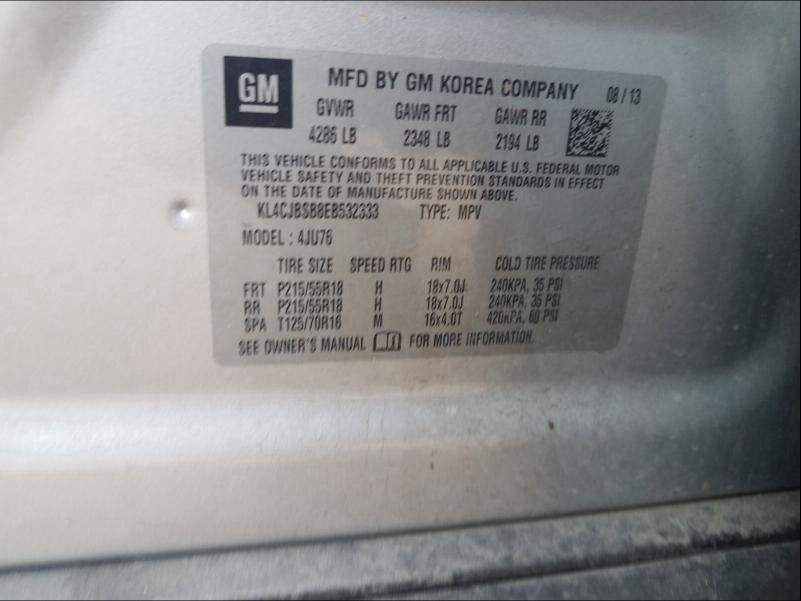 GM
MFD BY GM KOREA COMPANY 08/13
GVWR GAWR FRT GAWR RR
4286 LB 2348 LB 2194 LB
THIS VEHICLE CONFORMS TO ALL APPLICABLE U.S. FEDERAL MOTOR
VEHICLE SAFETY AND THEFT PREVENTION STANDARDS IN EFFECT
ON THE DATE OF MANUFACTURE SHOWN ABOVE.
KL4CJBSB8EB532333 TYPE: MPV
MODEL : 4JU76
TIRE SIZE SPEED RTG RIM COLD TIRE PRESSURE
FRT P215/55R18 H 18x7.0J 240KPA, 35 PSI
RR P215/55R18 H 18x7.0J 240KPA, 35 PSI
SPA T125/70R16 M 16x4.0T 420KPA, 60 PSI
SEE OWNER'S MANUAL FOR MORE INFORMATION.